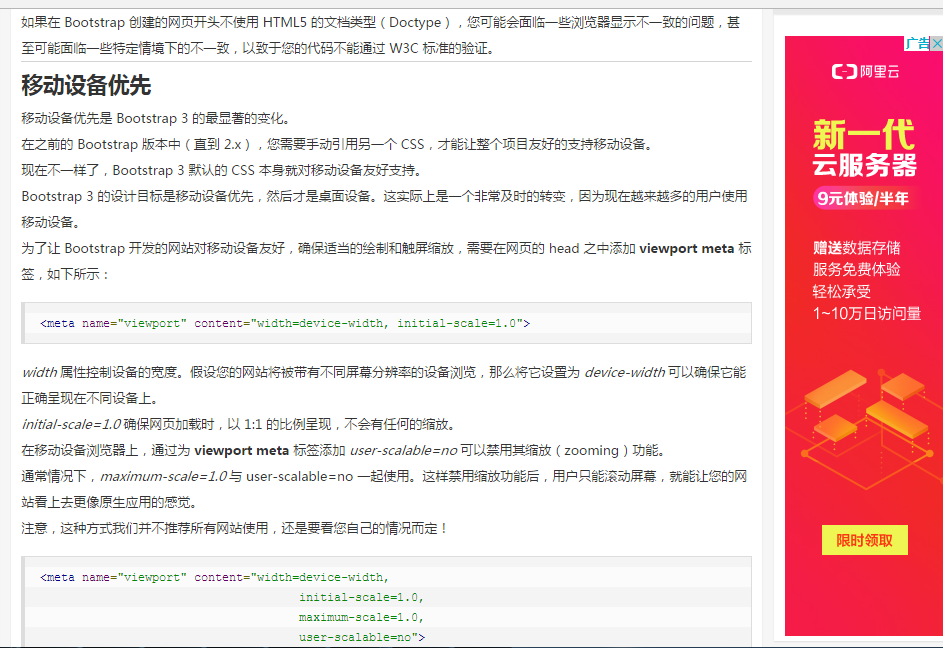 如果在 Bootstrap 创建的网页开头不使用 HTML5 的文档类型（Doctype），您可能会面临一些浏览器显示不一致的问题，甚
至可能面临一些特定情境下的不一致，以致于您的代码不能通过 W3C 标准的验证。
移动设备优先
移动设备优先是 Bootstrap 3 的最显著的变化。
在之前的 Bootstrap 版本中（直到 2.x），您需要手动引用另一个 CSS，才能让整个项目友好的支持移动设备。
现在不一样了，Bootstrap 3 默认的 CSS 本身就对移动设备友好支持。
Bootstrap 3 的设计目标是移动设备优先，然后才是桌面设备。这实际上是一个非常及时的转变，因为现在越来越多的用户使用
移动设备。
为了让 Bootstrap 开发的网站对移动设备友好，确保适当的绘制和触屏缩放，需要在网页的 head 之中添加 viewport meta 标
签，如下所示：
<meta name="viewport" content="width=device-width, initial-scale=1.0">
width 属性控制设备的宽度。假设您的网站将被带有不同屏幕分辨率的设备浏览，那么将它设置为 device-width 可以确保它能
正确呈现在不同设备上。
initial-scale=1.0 确保网页加载时，以 1:1 的比例呈现，不会有任何的缩放。
在移动设备浏览器上，通过为 viewport meta 标签添加 user-scalable=no 可以禁用其缩放（zooming）功能。
通常情况下，maximum-scale=1.0 与 user-scalable=no 一起使用。这样禁用缩放功能后，用户只能滚动屏幕，就能让您的网
站看上去更像原生应用的感觉。
注意，这种方式我们并不推荐所有网站使用，还是要看您自己的情况而定！
<meta name="viewport" content="width=device-width,
initial-scale=1.0,
maximum-scale=1.0,
user-scalable=no">
广告
阿里云
新一代
云服务器
9元体验/半年
赠送数据存储
服务免费体验
轻松承受
1~10万日访问量
限时领取